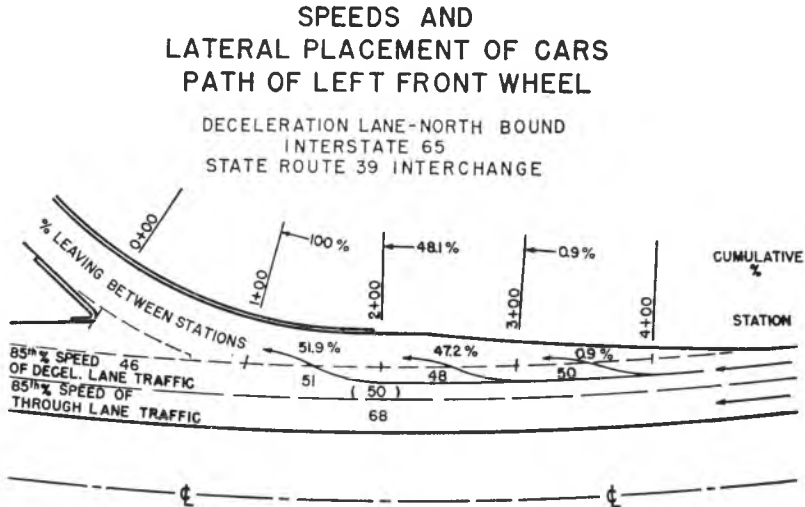 SPEEDS AND
LATERAL PLACEMENT OF CARS
PATH OF LEFT FRONT WHEEL
DECELERATION LANE-NORTH BOUND
INTERSTATE 65
STATE ROUTE 39 INTERCHANGE
0+00
1+00
100 %
2+00
48.1 %
3+00
0.9 %
4+00
CUMULATIVE
%
STATION
% LEAVING BETWEEN STATIONS
51.9 %
47.2 %
0.9 %
85th % SPEED
OF DECEL. LANE TRAFFIC
46
51
48
50
( 50 )
85th % SPEED OF
THROUGH LANE TRAFFIC
68
℄
℄